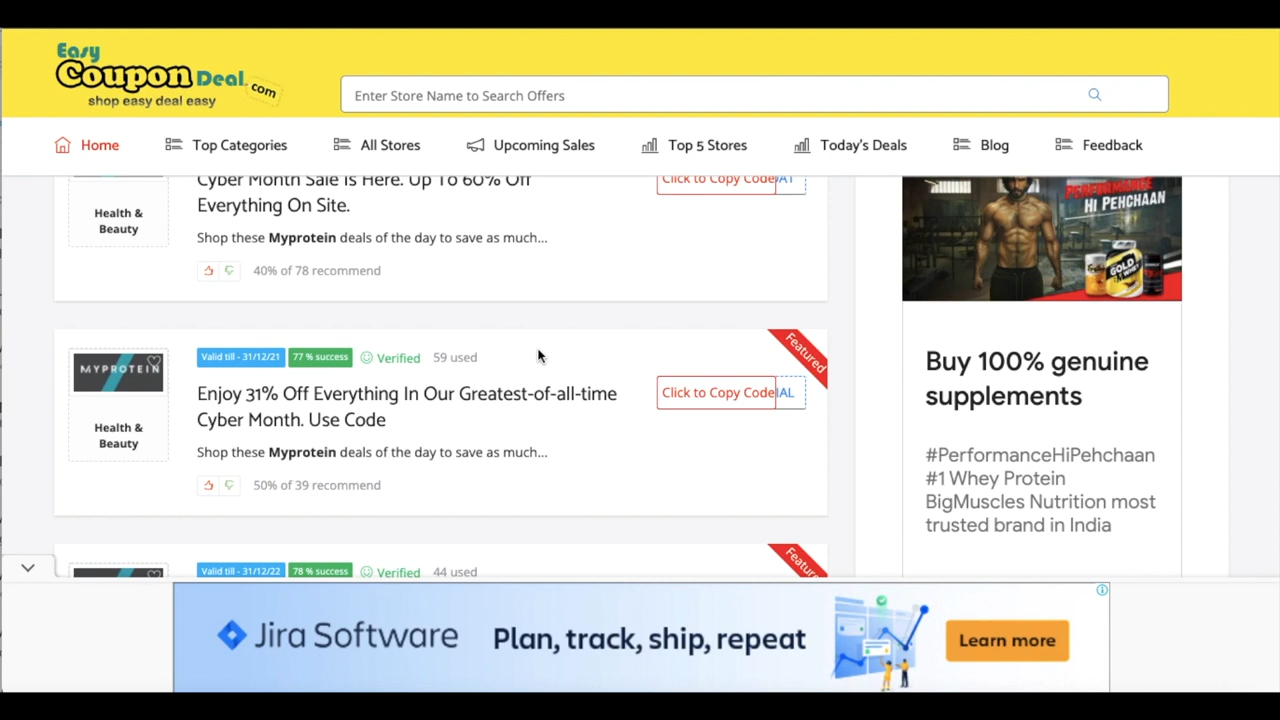 Easy
Coupon Deal.com
shop easy deal easy
Enter Store Name to Search Offers
Home
Top Categories
All Stores
Upcoming Sales
Top 5 Stores
Today's Deals
Blog
Feedback
Cyber Month Sale Is Here. Up To 60% Off
Everything On Site.
Click to Copy Code
Health &
Beauty
Shop these Myprotein deals of the day to save as much...
40% of 78 recommend
PERFORMANCE
HI PEHCHAAN
GOLD
WHEY
MYPROTEIN
Valid till - 31/12/21
77 % success
Verified
59 used
Featured
Enjoy 31% Off Everything In Our Greatest-of-all-time
Cyber Month. Use Code
Click to Copy Code
IAL
Health &
Beauty
Shop these Myprotein deals of the day to save as much...
50% of 39 recommend
Buy 100% genuine
supplements
#PerformanceHiPehchaan
#1 Whey Protein
BigMuscles Nutrition most
trusted brand in India
Valid till - 31/12/22
78 % success
Verified
44 used
Jira Software
Plan, track, ship, repeat
Learn more